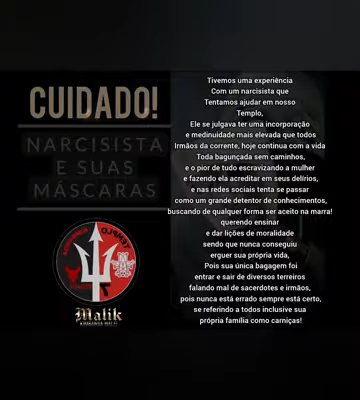 CUIDADO!
NARCISISTA
E SUAS
MÁSCARAS
Malik
Tivemos uma experiência
Com um narcisista que
Tentamos ajudar em nosso
Templo,
Ele se julgava ter uma incorporação
e mediunidade mais elevada que todos
Irmãos da corrente, hoje continua com a vida
Toda bagunçada sem caminhos,
e o pior de tudo escravizando a mulher
e fazendo ela acreditar em seus delírios,
e nas redes sociais tenta se passar
como um grande detentor de conhecimentos,
buscando de qualquer forma ser aceito na marra!
querendo ensinar
e dar lições de moralidade
sendo que nunca conseguiu
erguer sua própria vida,
Pois sua única bagagem foi
entrar e sair de diversos terreiros
falando mal de sacerdotes e irmãos,
pois nunca está errado sempre está certo,
se referindo a todos inclusive sua
própria família como carniças!